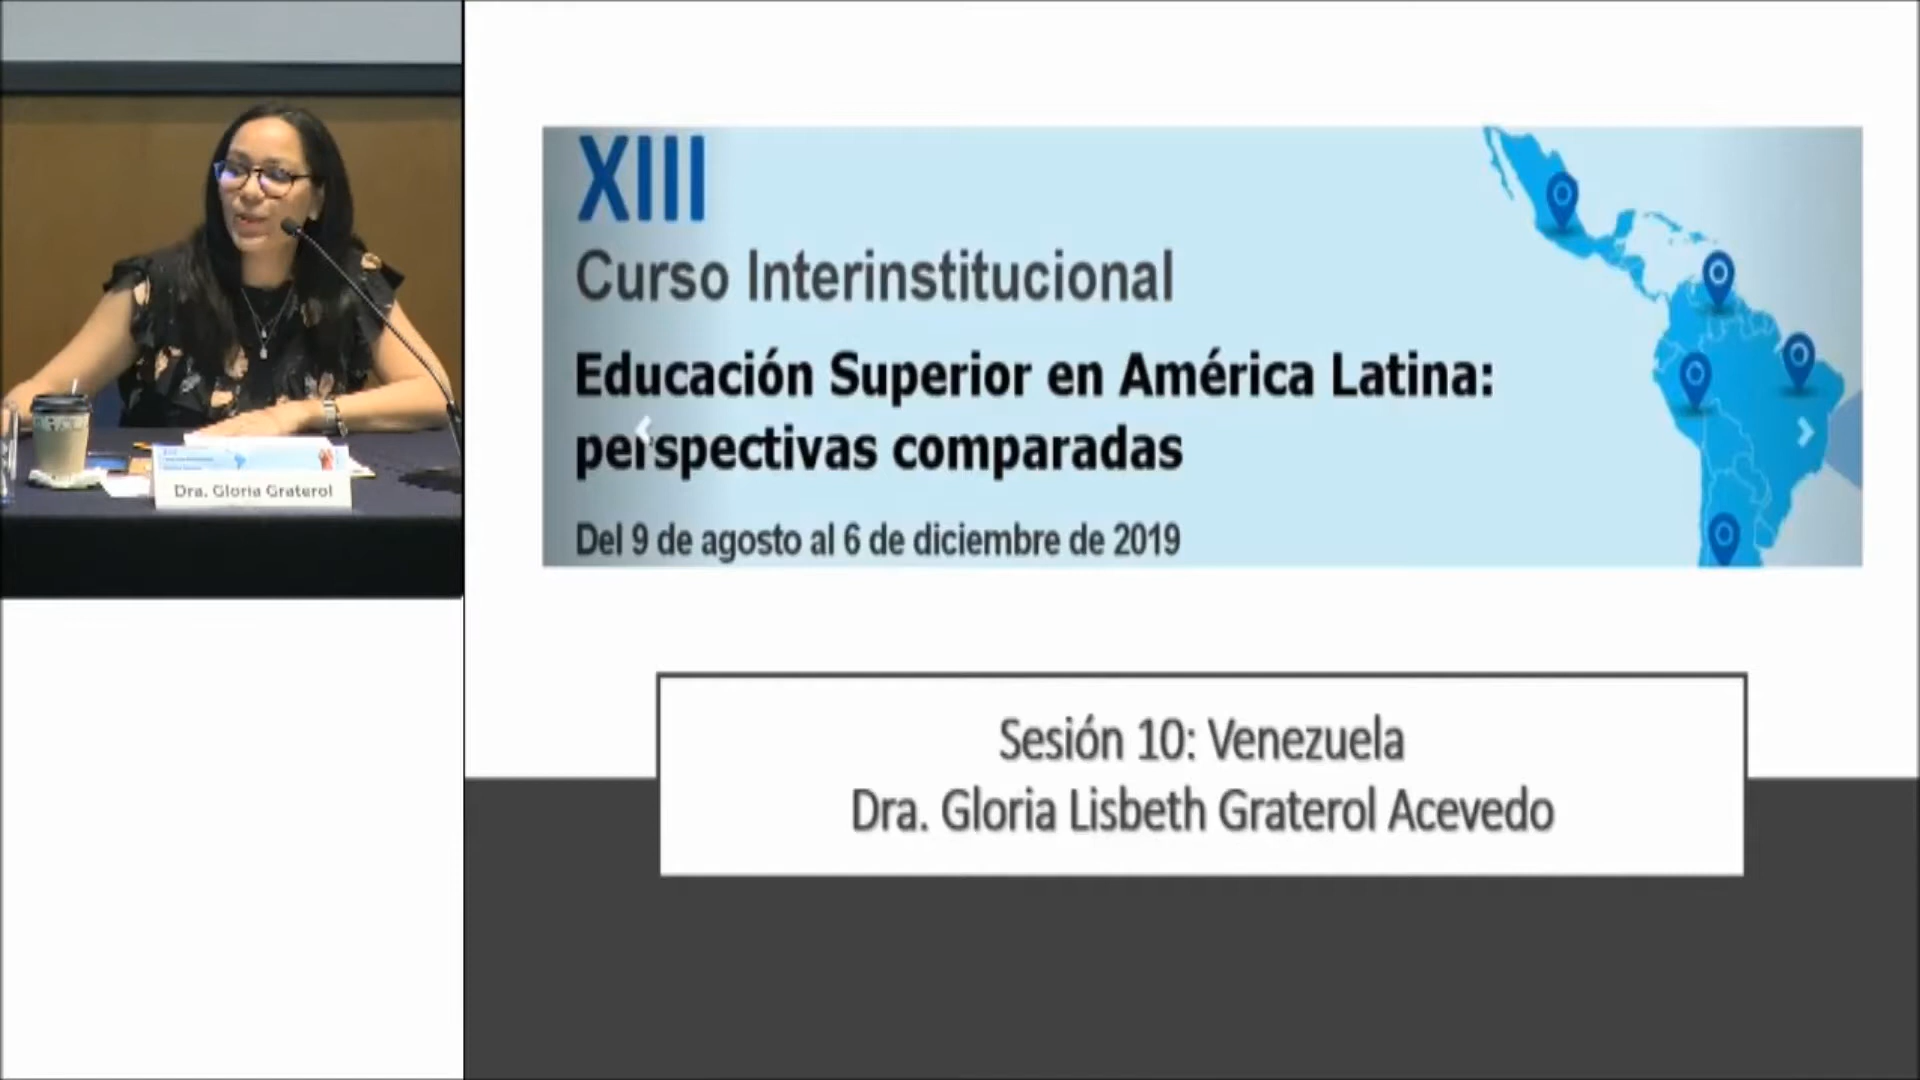 XIII
Curso Interinstitucional
Educación Superior en América Latina:
perspectivas comparadas
Del 9 de agosto al 6 de diciembre de 2019
Sesión 10: Venezuela
Dra. Gloria Lisbeth Graterol Acevedo
Dra. Gloria Graterol